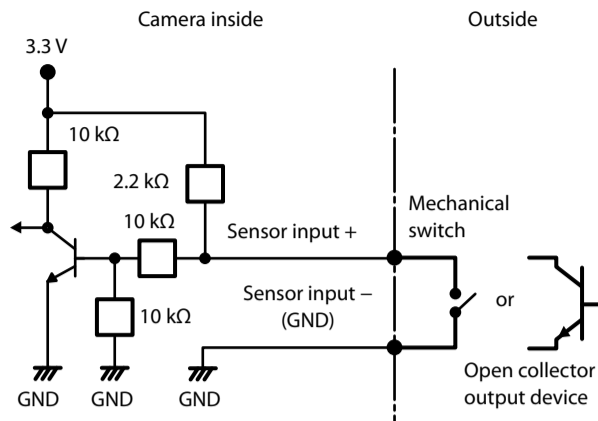 Camera inside
Outside
3.3 V
10 kΩ
2.2 kΩ
10 kΩ
Sensor input +
Mechanical
switch
Sensor input −
(GND)
or
10 kΩ
GND
GND
GND
Open collector
output device